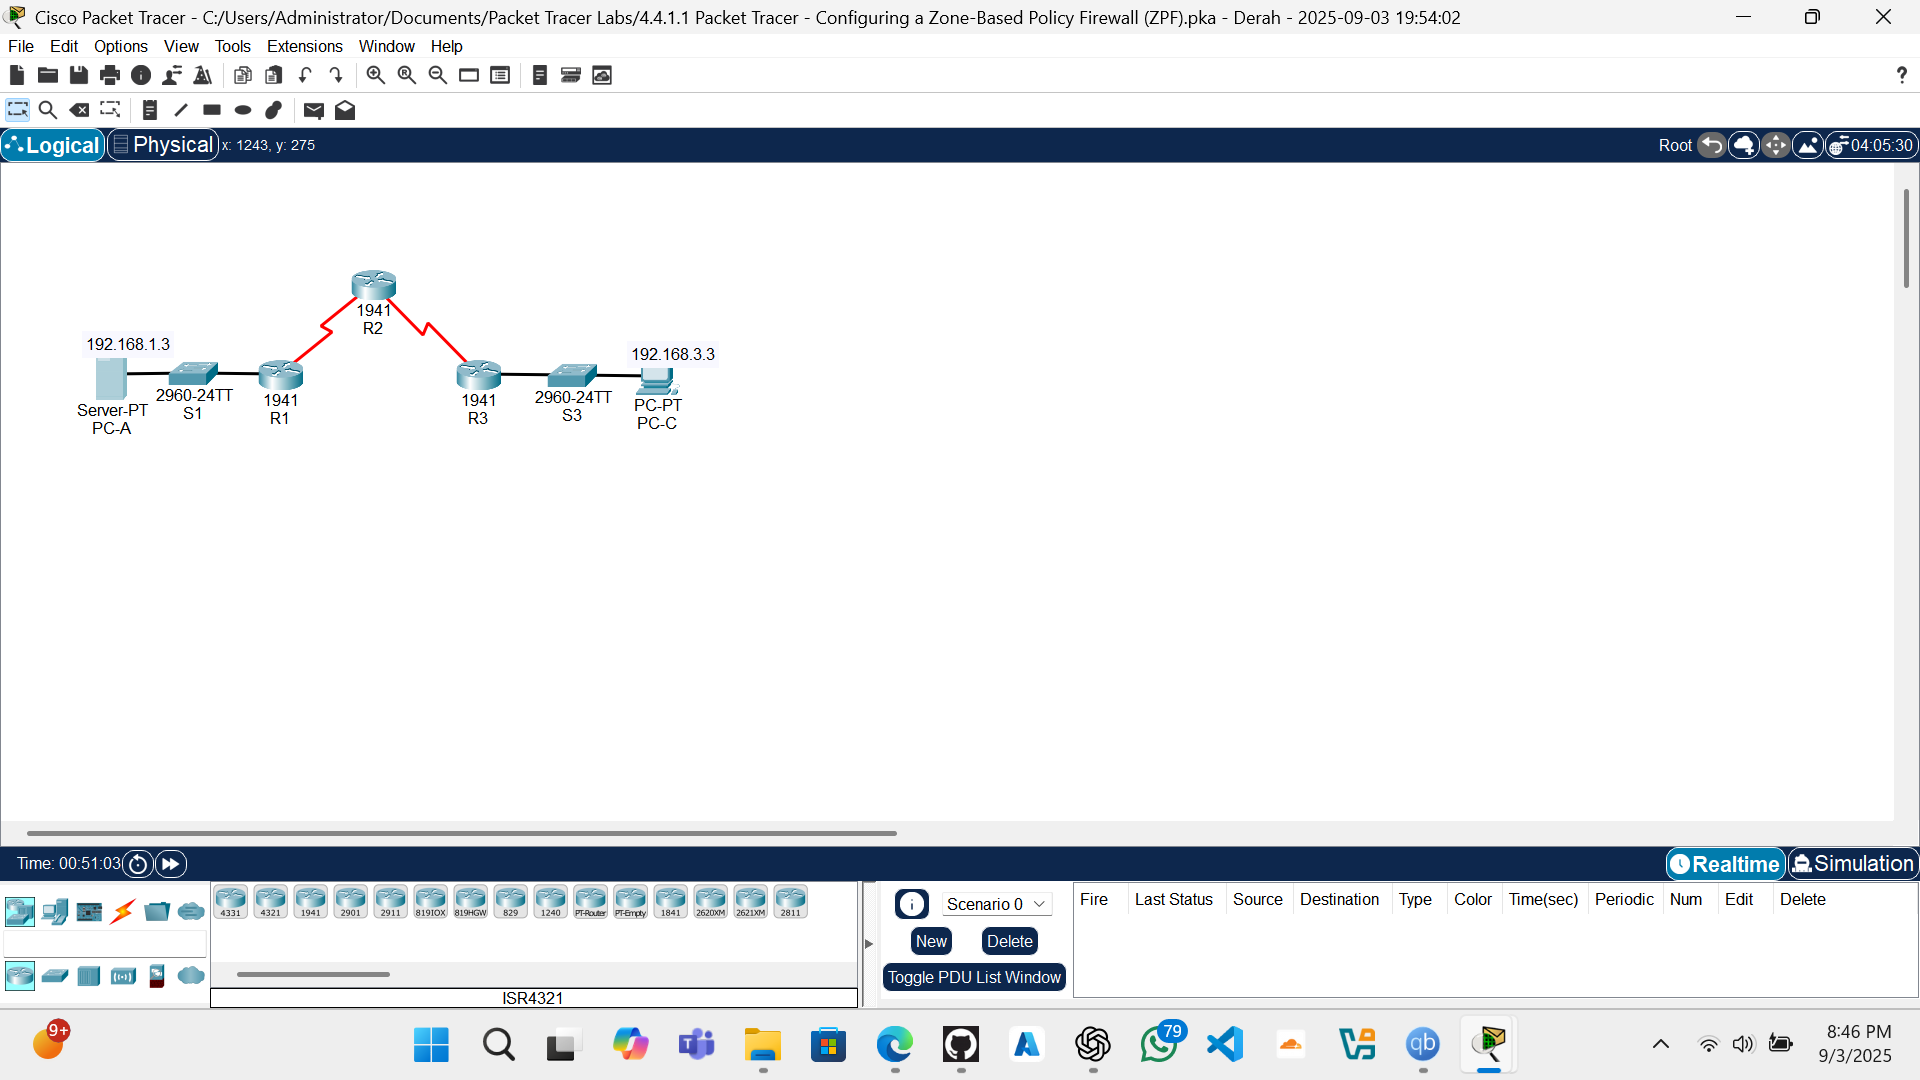 Cisco Packet Tracer - C:/Users/Administrator/Documents/Packet Tracer Labs/4.4.1.1 Packet Tracer - Configuring a Zone-Based Policy Firewall (ZPF).pka - Derah - 2025-09-03 19:54:02
File Edit Options View Tools Extensions Window Help
?
Logical Physical x: 1243, y: 275 Root 04:05:30
1941
R2
192.168.1.3
192.168.3.3
Server-PT
PC-A
2960-24TT
S1
1941
R1
1941
R3
2960-24TT
S3
PC-PT
PC-C
Time: 00:51:03 Realtime Simulation
4331 4321 1941 2901 2911 819IOX 819HGW 829 1240 PT-Router PT-Empty 1841 2620XM 2621XM 2811
ISR4321
Scenario 0
New Delete
Toggle PDU List Window
Fire Last Status Source Destination Type Color Time(sec) Periodic Num Edit Delete
9+
79
qb
8:46 PM
9/3/2025